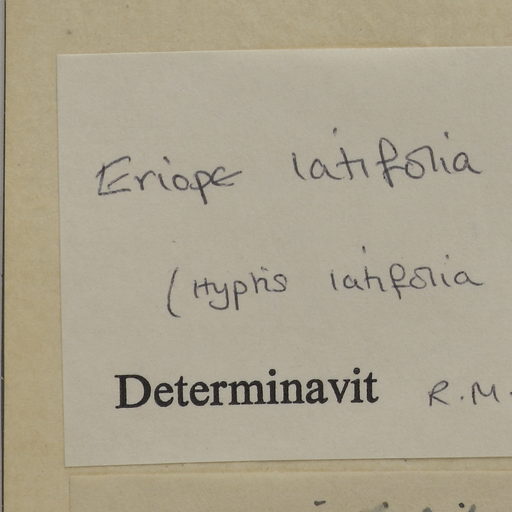 Eriope latifolia
(Hyptis latifolia
Determinavit R.M.